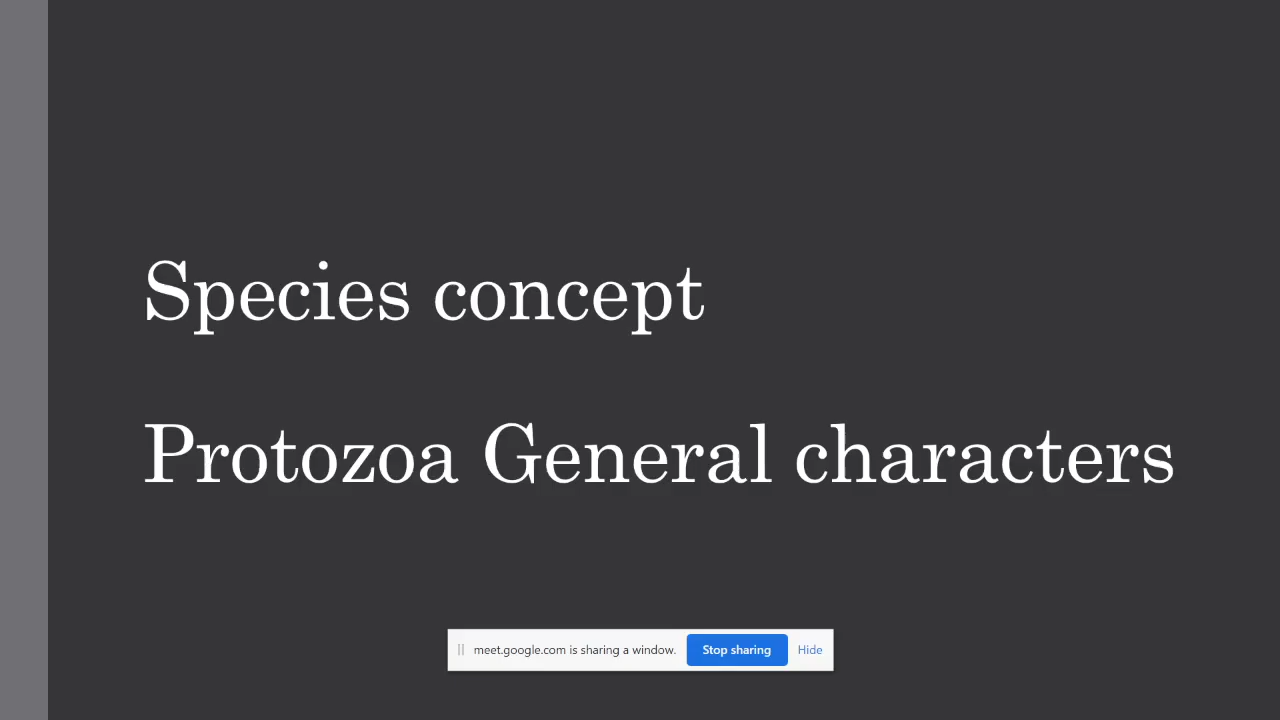 Species concept
Protozoa General characters
meet.google.com is sharing a window. Stop sharing Hide